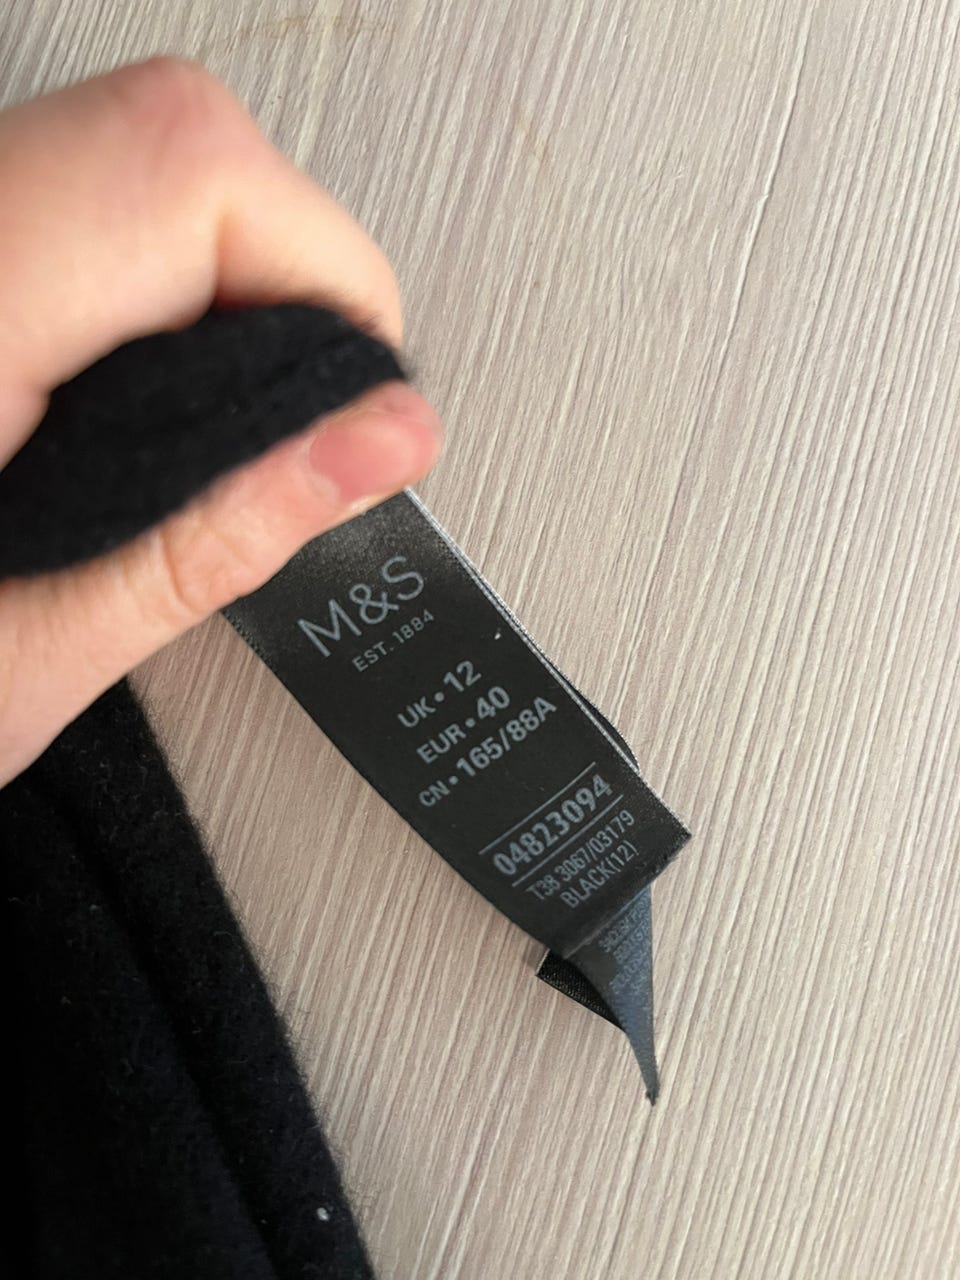 M&S
EST. 1884
UK • 12
EUR • 40
CN • 165/88A
04823094
T38 3067/03179
BLACK(12)